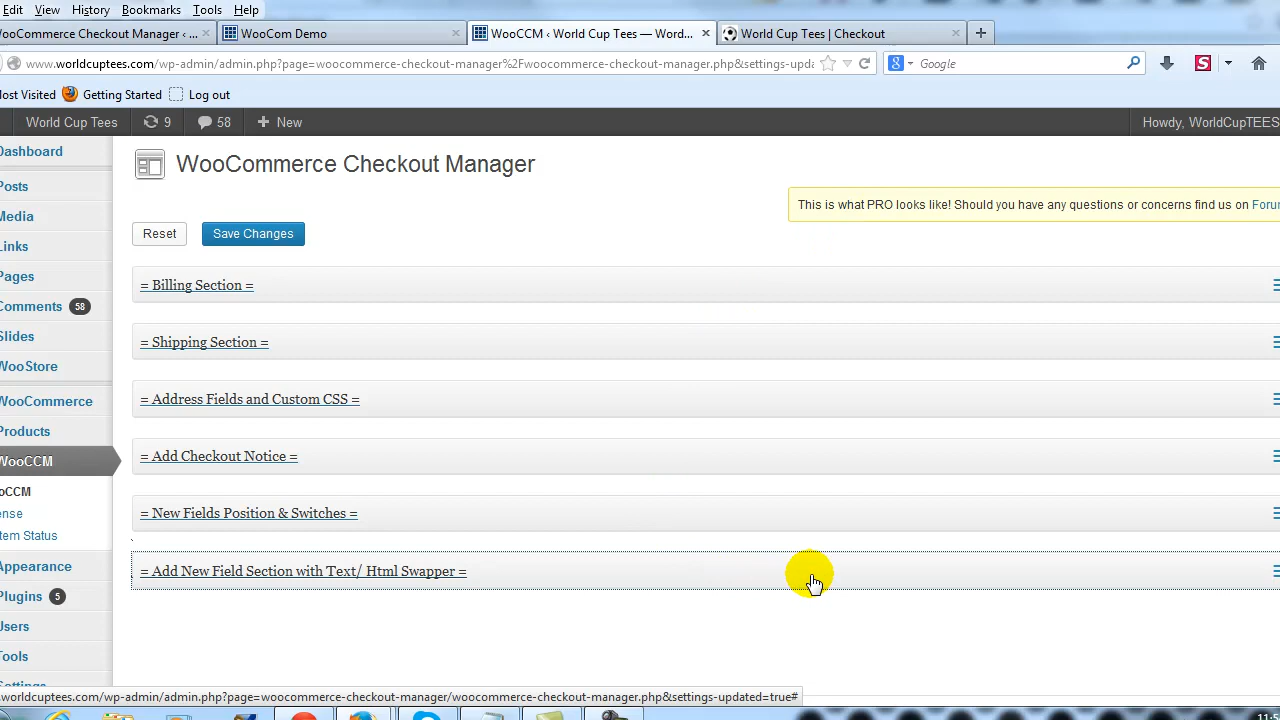 Edit View History Bookmarks Tools Help
WooCommerce Checkout Manager ‹ ... × WooCom Demo × WooCCM ‹ World Cup Tees — Word... × World Cup Tees | Checkout × +
www.worldcuptees.com/wp-admin/admin.php?page=woocommerce-checkout-manager%2Fwoocommerce-checkout-manager.php&settings-upda Google
Most Visited Getting Started Log out
World Cup Tees 9 58 + New Howdy, WorldCupTEES
Dashboard
Posts
Media
Links
Pages
Comments 58
Slides
WooStore
WooCommerce
Products
WooCCM
oCCM
ense
tem Status
Appearance
Plugins 5
Users
Tools
Settings
WooCommerce Checkout Manager
This is what PRO looks like! Should you have any questions or concerns find us on Foru
Reset Save Changes
= Billing Section =
= Shipping Section =
= Address Fields and Custom CSS =
= Add Checkout Notice =
= New Fields Position & Switches =
= Add New Field Section with Text/ Html Swapper =
worldcuptees.com/wp-admin/admin.php?page=woocommerce-checkout-manager/woocommerce-checkout-manager.php&settings-updated=true#